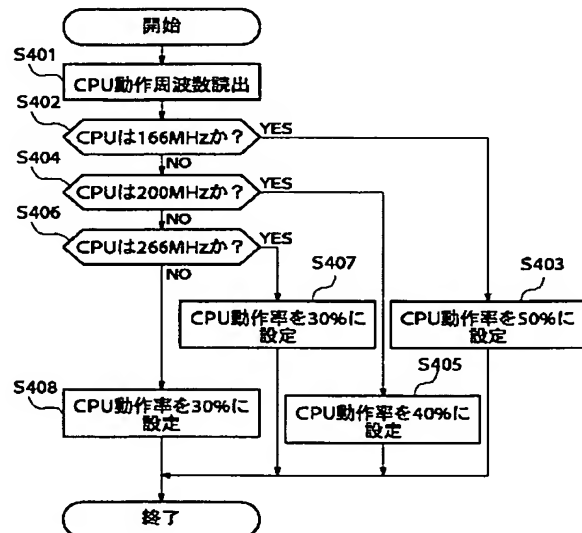 開始
S401
CPU動作周波数読出
S402
CPUは166MHzか? YES
NO
S404
CPUは200MHzか? YES
NO
S406
CPUは266MHzか? YES
NO
S407
CPU動作率を30%に
設定
S403
CPU動作率を50%に
設定
S408
CPU動作率を30%に
設定
S405
CPU動作率を40%に
設定
終了